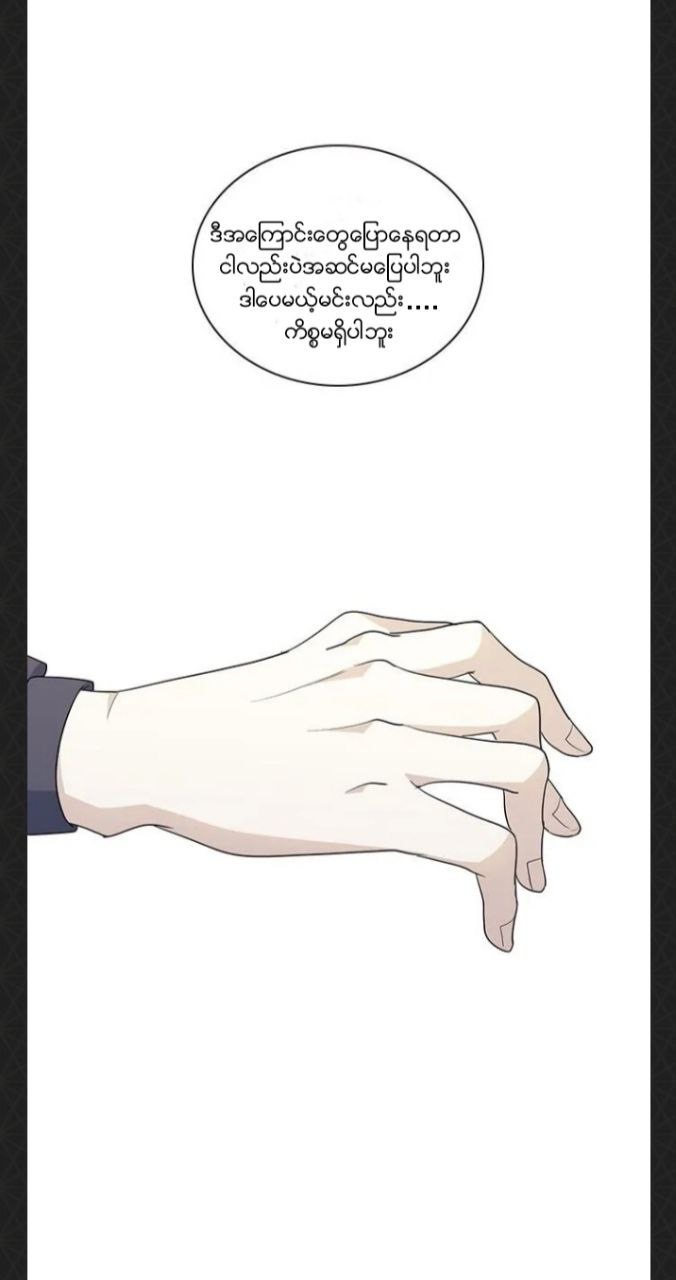 ဒီအကြောင်းတွေပြောနေရတာ
ငါလည်းပဲအဆင်မပြေပါဘူး
ဒါပေမယ့်မင်းလည်း....
ကိစ္စမရှိပါဘူး